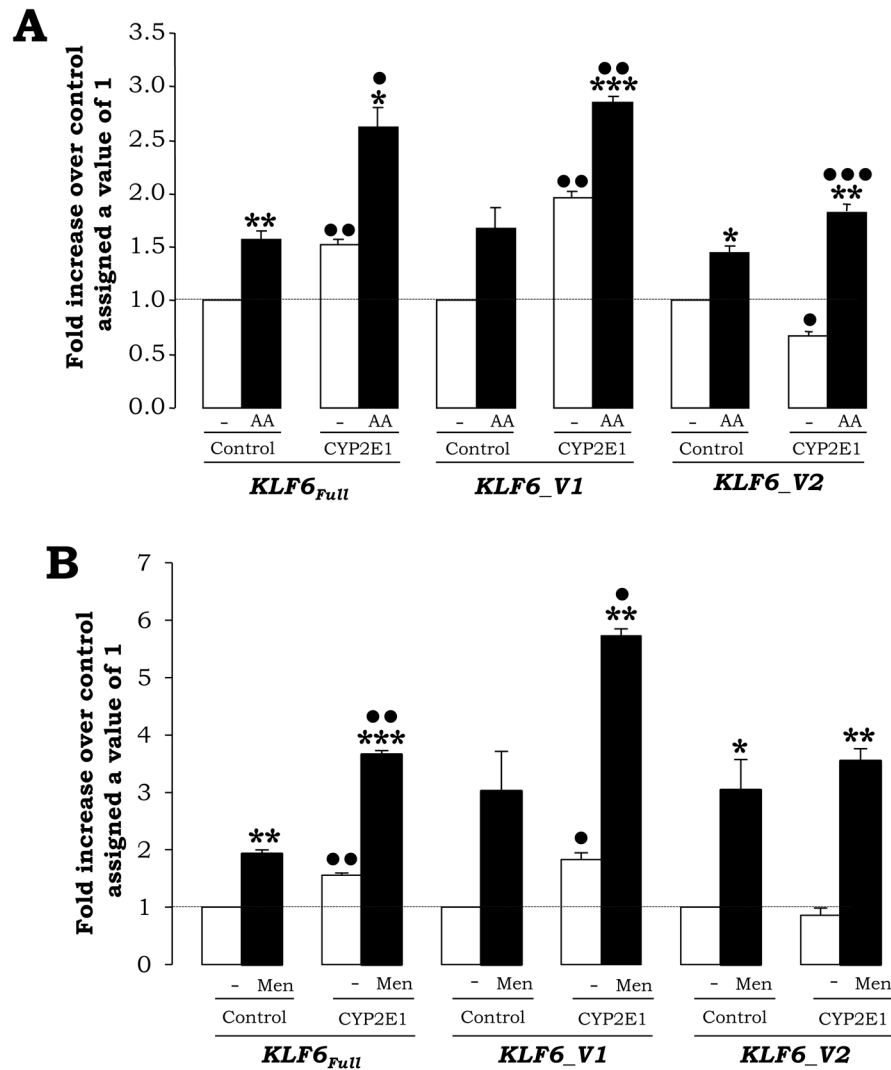 A
Fold increase over control
assigned a value of 1
3.5
3.0
2.5
2.0
1.5
1.0
0.5
0.0
** •• * • •• *** •• * • ** •••
- AA - AA - AA - AA - AA - AA
Control CYP2E1 Control CYP2E1 Control CYP2E1
KLF6Full KLF6_V1 KLF6_V2
B
Fold increase over control
assigned a value of 1
7
6
5
4
3
2
1
0
** •• *** •• • ** • * **
- Men - Men - Men - Men - Men - Men
Control CYP2E1 Control CYP2E1 Control CYP2E1
KLF6Full KLF6_V1 KLF6_V2